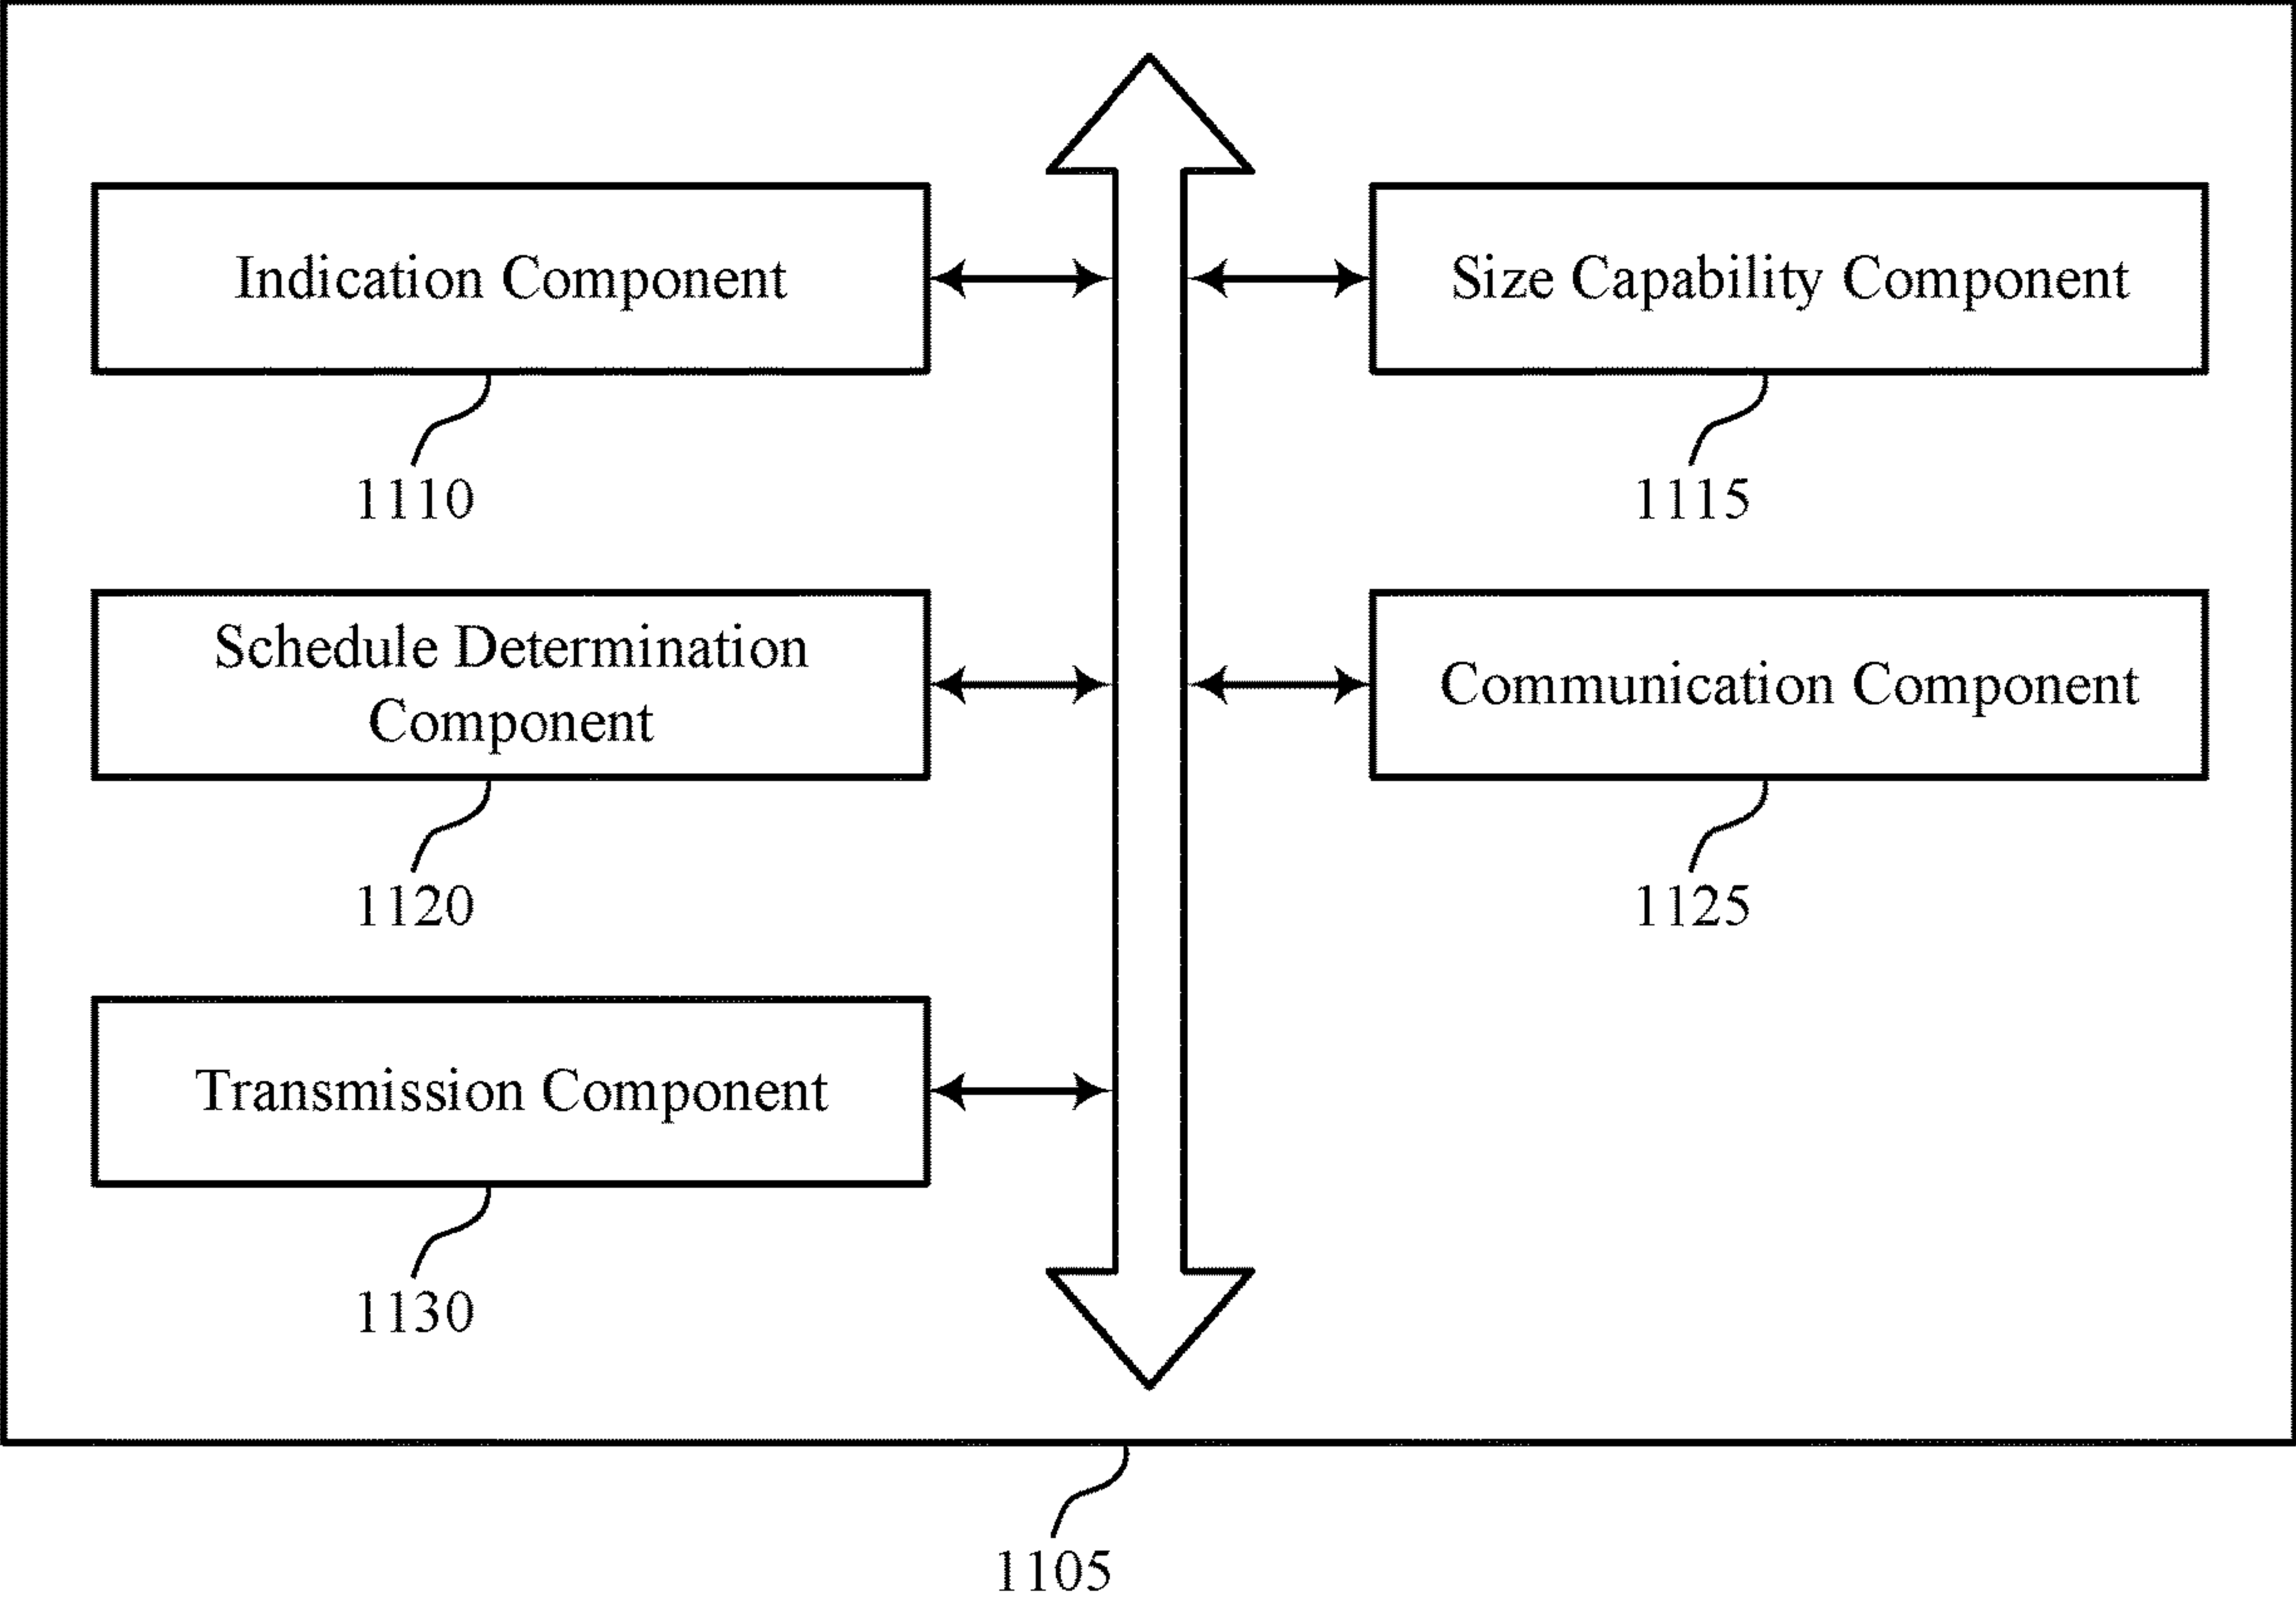 Indication Component
Size Capability Component
1110
1115
Schedule Determination
Component
Communication Component
1120
1125
Transmission Component
1130
1105